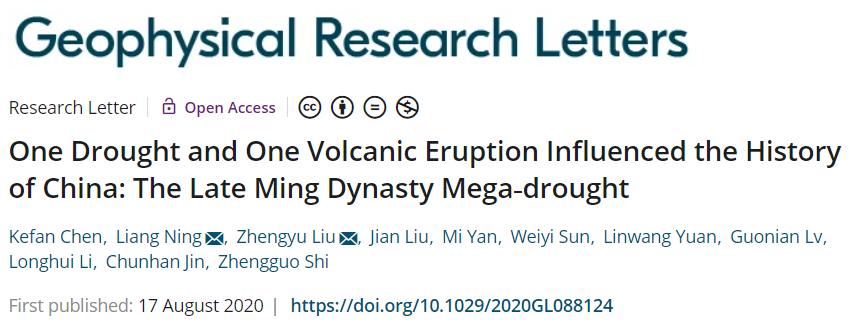 Geophysical Research Letters
Research Letter | Open Access | cc
One Drought and One Volcanic Eruption Influenced the History
of China: The Late Ming Dynasty Mega-drought
Kefan Chen, Liang Ning, Zhengyu Liu, Jian Liu, Mi Yan, Weiyi Sun, Linwang Yuan, Guonian Lv,
Longhui Li, Chunhan Jin, Zhengguo Shi
First published: 17 August 2020 | https://doi.org/10.1029/2020GL088124